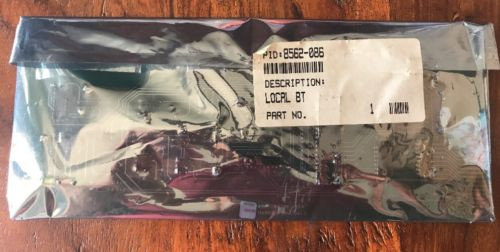 PID:8562-086
DESCRIPTION:
LOCAL BT
PART NO. 1